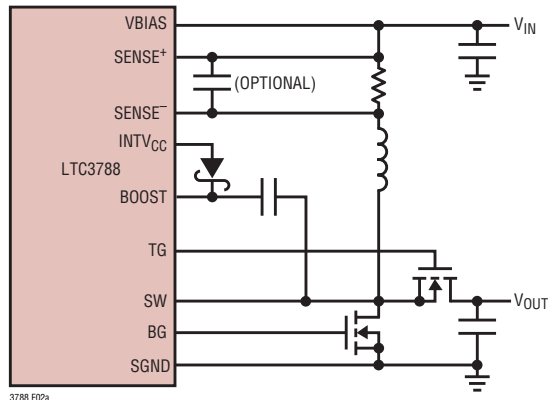 VBIAS
V_IN
SENSE+
(OPTIONAL)
SENSE–
INTV_CC
LTC3788
BOOST
TG
SW
V_OUT
BG
SGND
3788 F02a